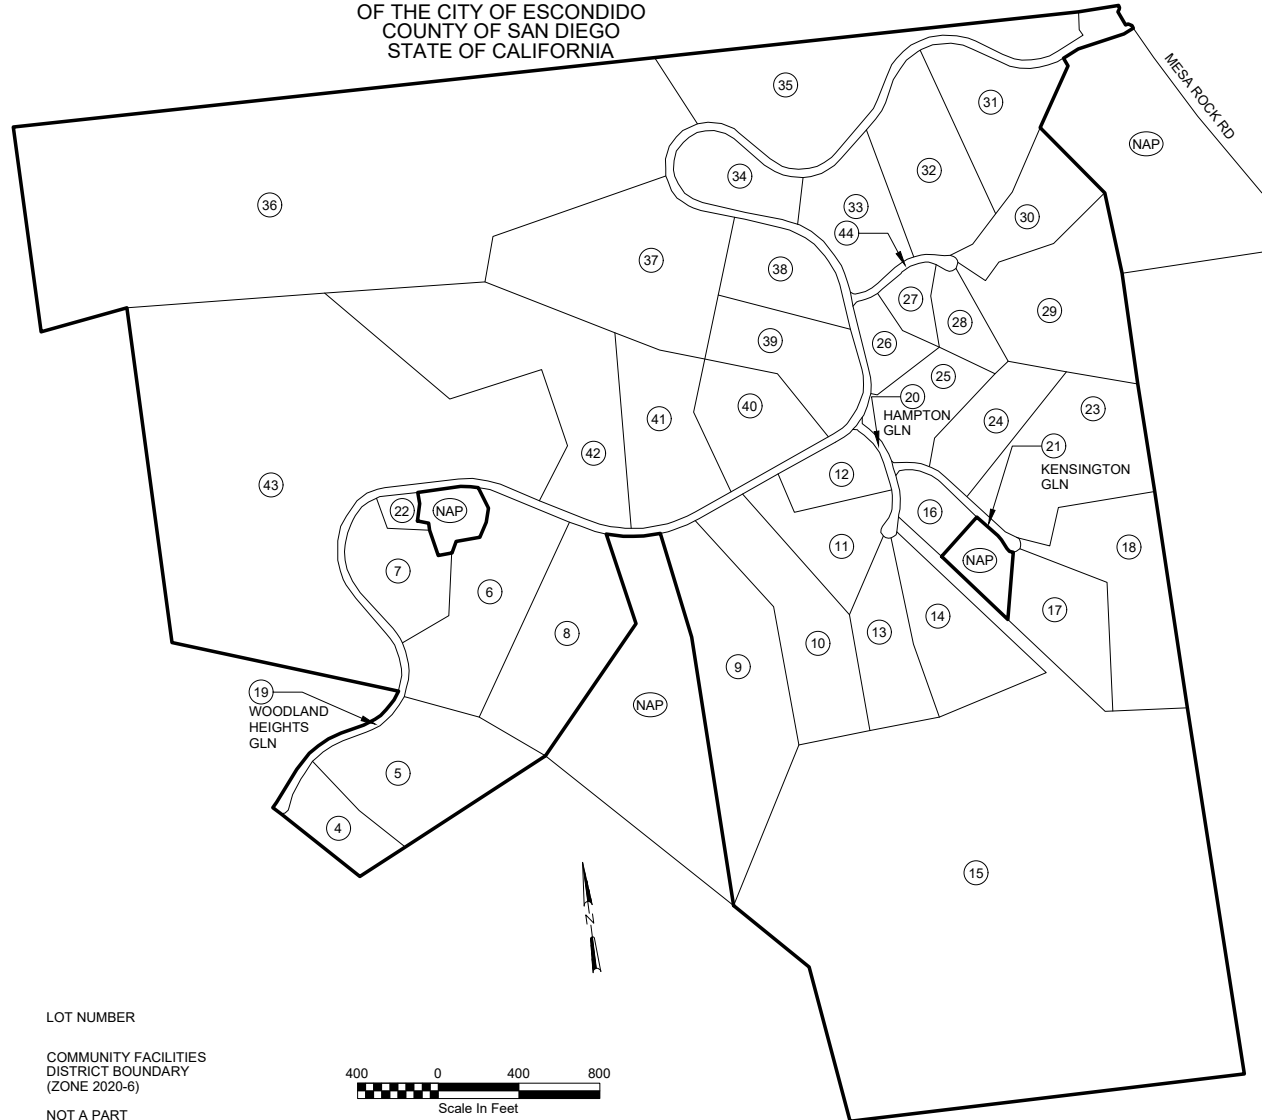 OF THE CITY OF ESCONDIDO
COUNTY OF SAN DIEGO
STATE OF CALIFORNIA
MESA ROCK RD
35
31
NAP
32
34
36
33
30
44
37
38
27
29
28
39
26
25
20
HAMPTON
GLN
23
40
41
24
21
KENSINGTON
GLN
42
12
43
22
NAP
16
11
18
NAP
7
6
17
14
8
13
10
9
19
WOODLAND
HEIGHTS
GLN
NAP
5
4
15
N
LOT NUMBER
COMMUNITY FACILITIES
DISTRICT BOUNDARY
(ZONE 2020-6)
NOT A PART
400 0 400 800
Scale In Feet